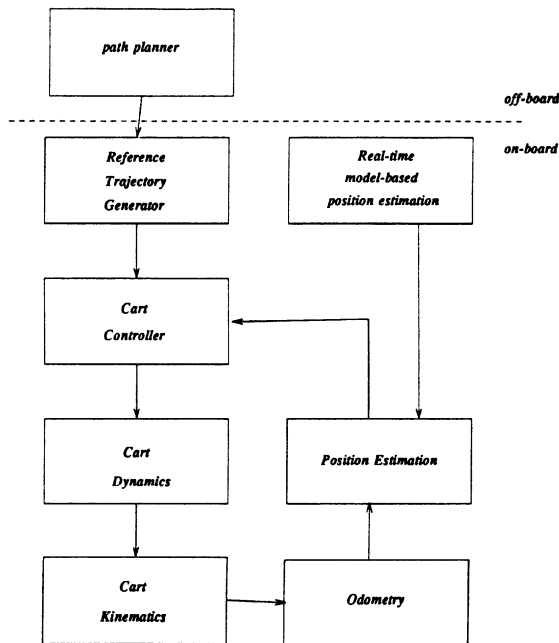 path planner
off-board
on-board
Reference
Trajectory
Generator
Real-time
model-based
position estimation
Cart
Controller
Cart
Dynamics
Position Estimation
Cart
Kinematics
Odometry